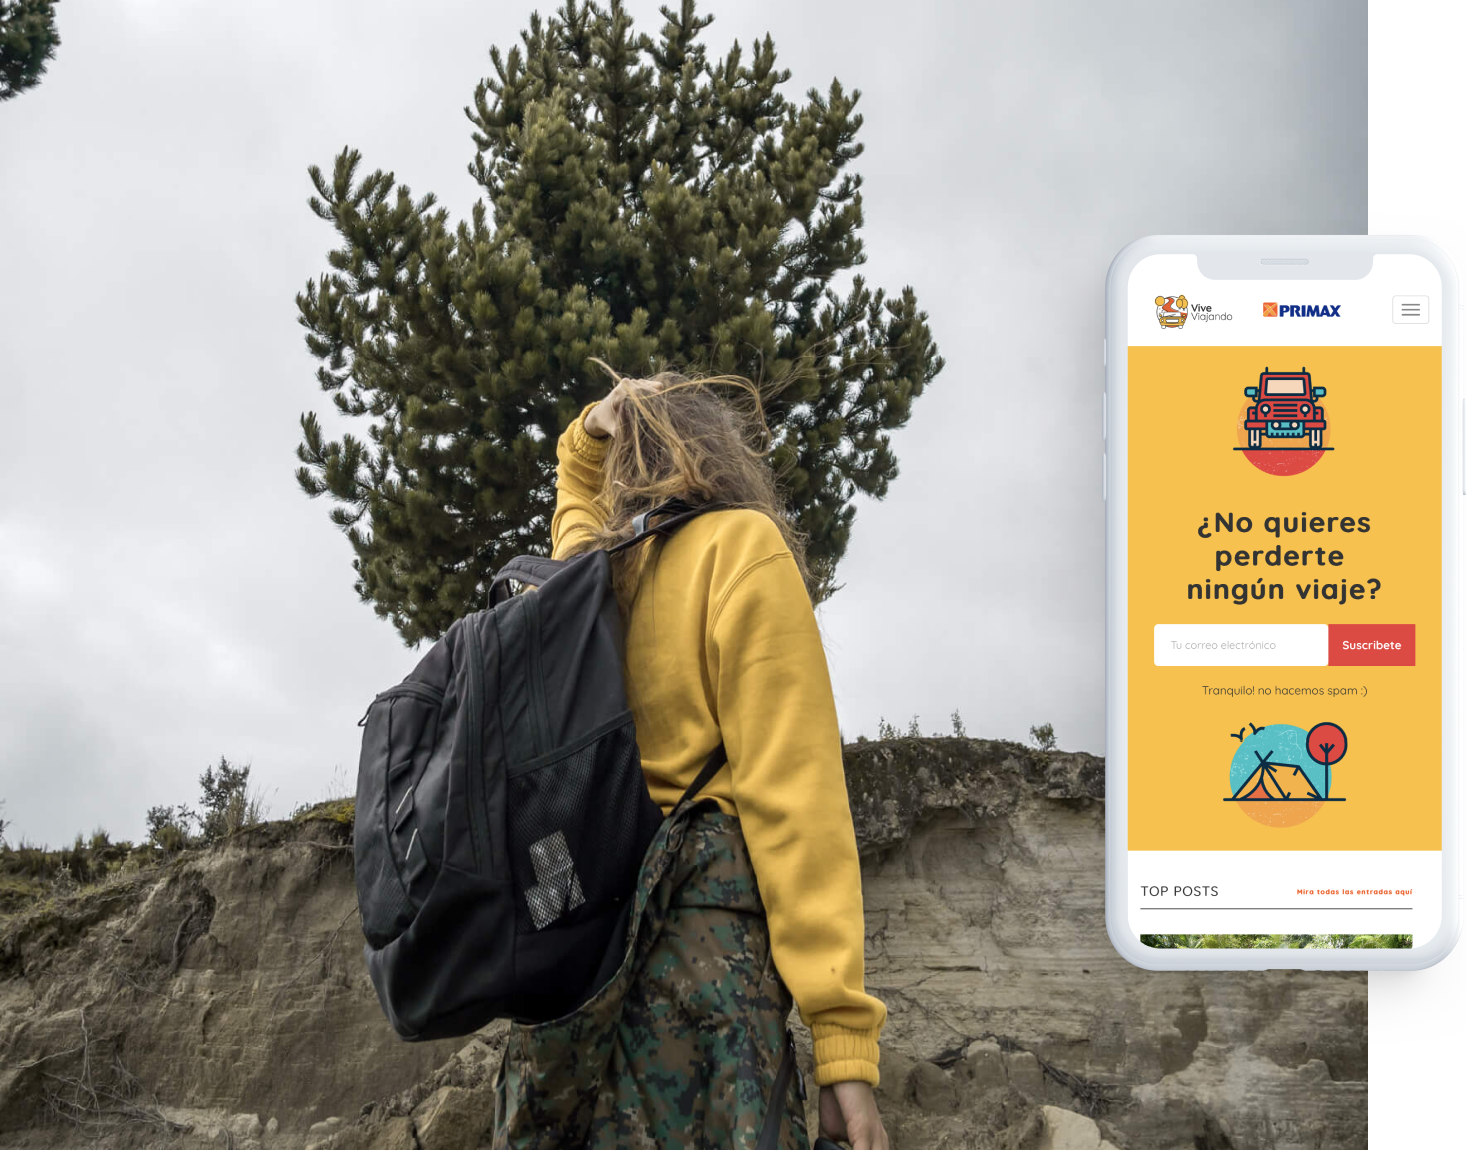 Vive
Viajando
PRIMAX
¿No quieres
perderte
ningún viaje?
Tu correo electrónico
Suscribete
Tranquilo! no hacemos spam :)
TOP POSTS
Mira todas las entradas aquí